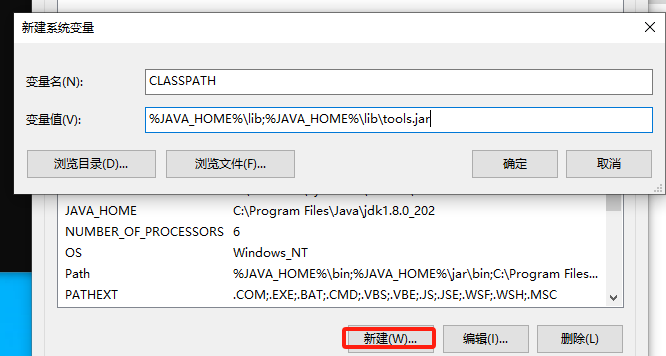 新建系统变量
变量名(N): CLASSPATH
变量值(V): %JAVA_HOME%\lib;%JAVA_HOME%\lib\tools.jar
浏览目录(D)... 浏览文件(F)... 确定 取消
JAVA_HOME C:\Program Files\Java\jdk1.8.0_202
NUMBER_OF_PROCESSORS 6
OS Windows_NT
Path %JAVA_HOME%\bin;%JAVA_HOME%\jar\bin;C:\Program Files...
PATHEXT .COM;.EXE;.BAT;.CMD;.VBS;.VBE;.JS;.JSE;.WSF;.WSH;.MSC
新建(W)... 编辑(I)... 删除(L)